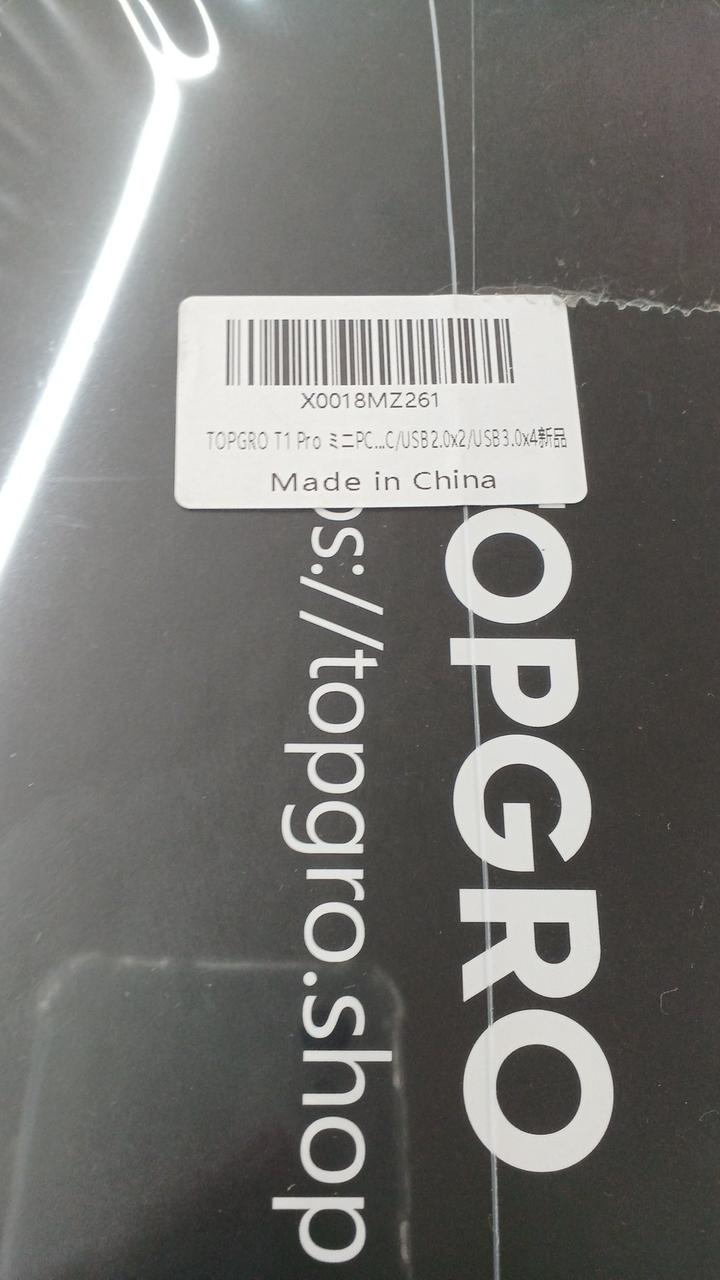 X0018MZ261
TOPGRO T1 Pro ミニPC...C/USB2.0x2/USB3.0x4新品
Made in China
OPGRO
ps://topgro.shop